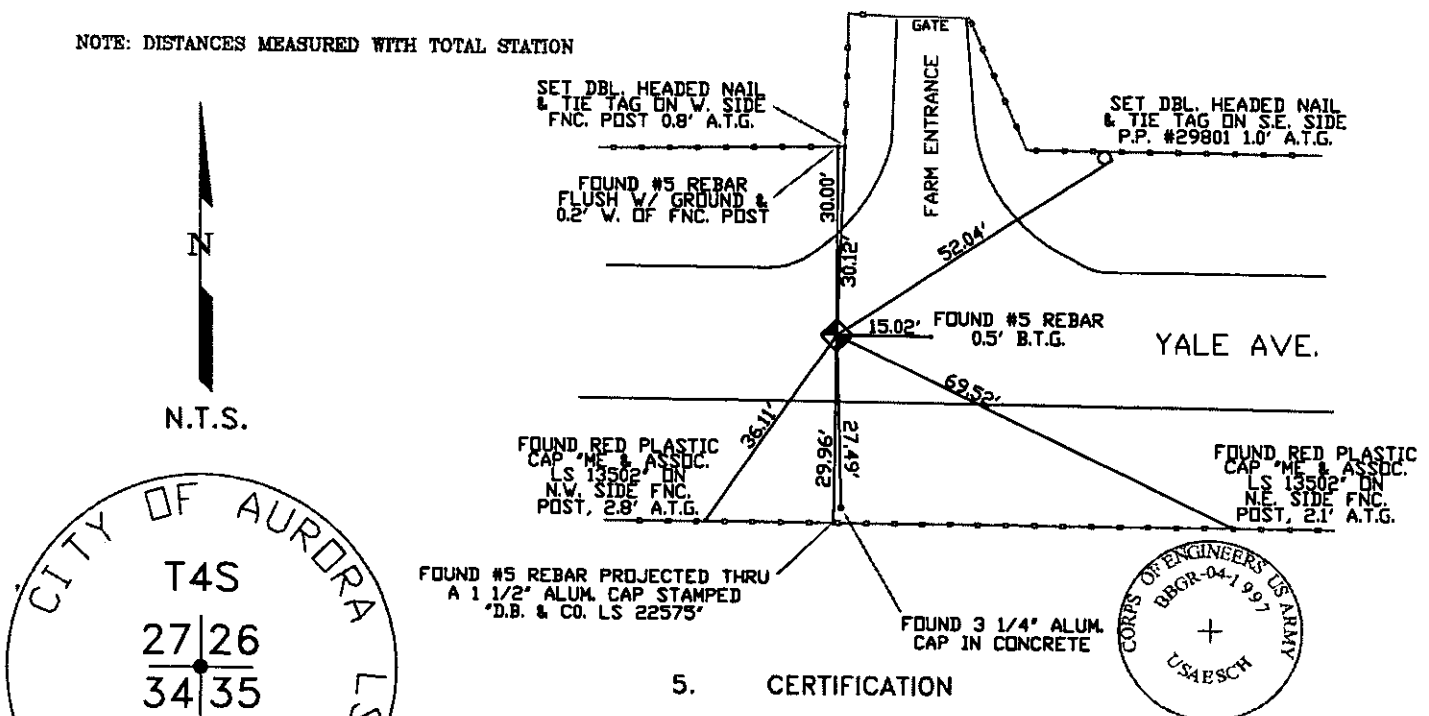 NOTE: DISTANCES MEASURED WITH TOTAL STATION
GATE
FARM ENTRANCE
SET DBL. HEADED NAIL
& TIE TAG ON W. SIDE
FNC. POST 0.8' A.T.G.
SET DBL. HEADED NAIL
& TIE TAG ON S.E. SIDE
P.P. #29801 1.0' A.T.G.
FOUND #5 REBAR
FLUSH W/ GROUND &
0.2' W. OF FNC. POST
30.00'
30.12'
52.04'
N
N.T.S.
15.02'
FOUND #5 REBAR
0.5' B.T.G.
YALE AVE.
36.11'
29.96'
27.49'
69.52'
FOUND RED PLASTIC
CAP "ME & ASSOC.
LS 13502" ON
N.W. SIDE FNC.
POST, 2.8' A.T.G.
FOUND RED PLASTIC
CAP "ME & ASSOC.
LS 13502" ON
N.E. SIDE FNC.
POST, 2.1' A.T.G.
FOUND #5 REBAR PROJECTED THRU
A 1 1/2" ALUM. CAP STAMPED
"D.B. & CO. LS 22575"
FOUND 3 1/4" ALUM.
CAP IN CONCRETE
CORPS OF ENGINEERS US ARMY
BBGR-04-1997
USAESCH
CITY OF AURORA LS
T4S
27 26
34 35
5. CERTIFICATION